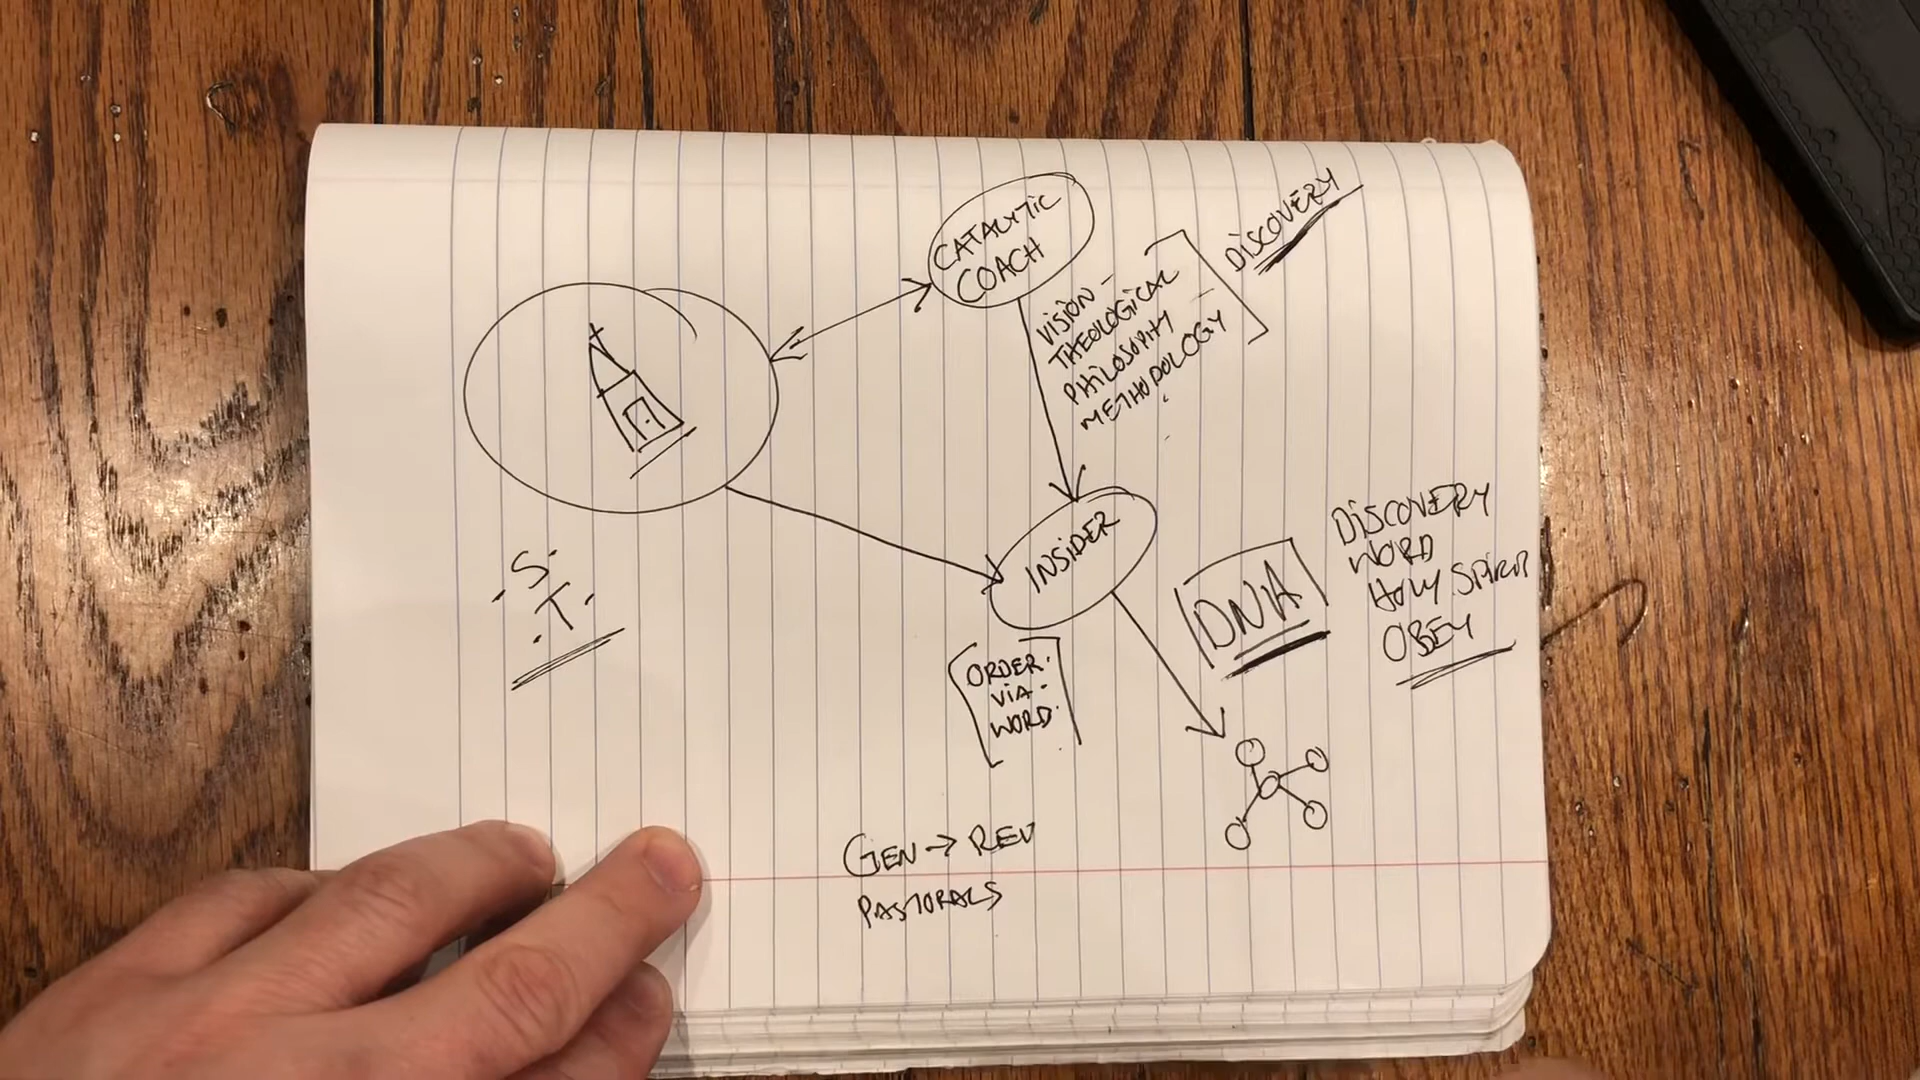 CATALYTIC
COACH
DISCOVERY
VISION -
THEOLOGICAL
PHILOSOPHY
METHODOLOGY
INSIDER
DNA
DISCOVERY
WORD
HOLY SPIRIT
OBEY
· S ·
· T ·
ORDER ·
VIA ·
WORD ·
GEN → REV
PASTORALS